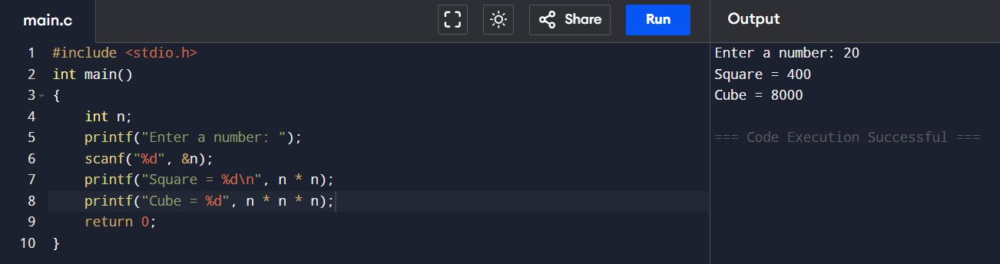 main.c Share Run Output
1 #include <stdio.h>
2 int main()
3 {
4     int n;
5     printf("Enter a number: ");
6     scanf("%d", &n);
7     printf("Square = %d\n", n * n);
8     printf("Cube = %d", n * n * n);
9     return 0;
10 }
Enter a number: 20
Square = 400
Cube = 8000
=== Code Execution Successful ===